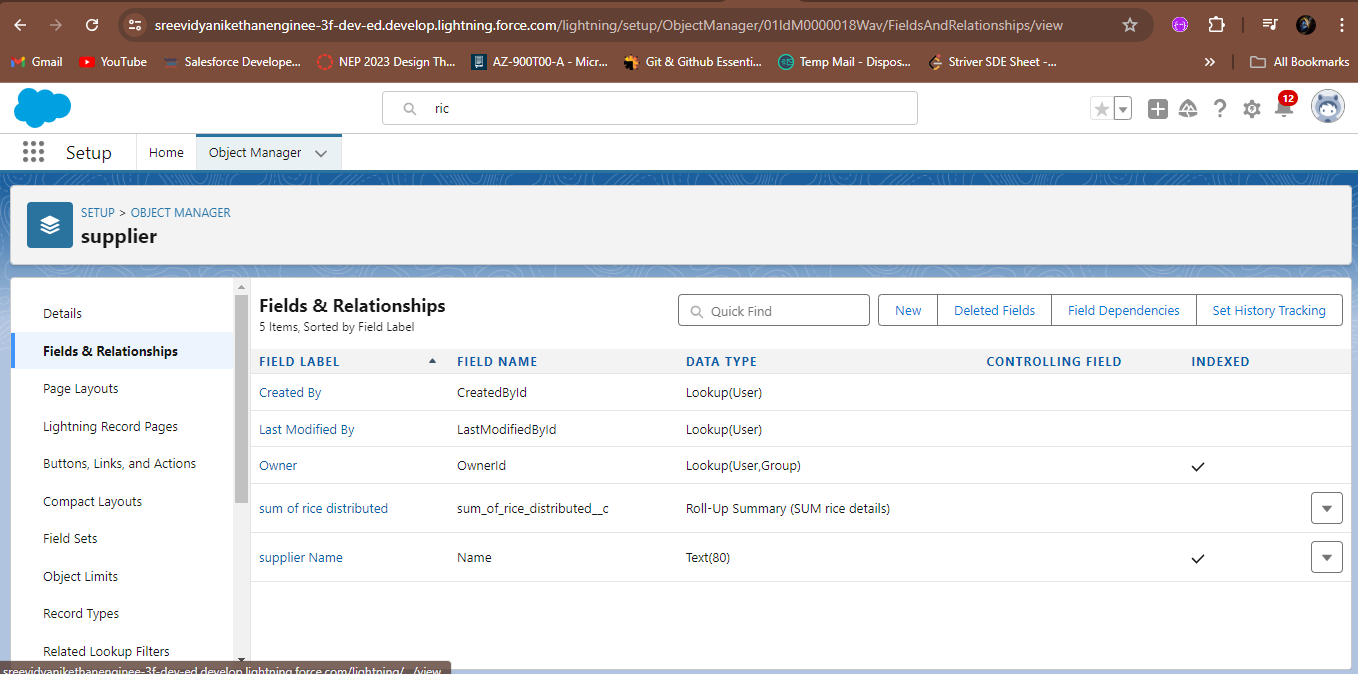 sreevidyanikethanenginee-3f-dev-ed.develop.lightning.force.com/lightning/setup/ObjectManager/01IdM0000018Wav/FieldsAndRelationships/view
Gmail YouTube Salesforce Develope... NEP 2023 Design Th... AZ-900T00-A - Micr... Git & Github Essenti... Temp Mail - Dispos... Striver SDE Sheet -... » All Bookmarks
ric
12
Setup Home Object Manager
SETUP > OBJECT MANAGER
supplier
Details
Fields & Relationships
Page Layouts
Lightning Record Pages
Buttons, Links, and Actions
Compact Layouts
Field Sets
Object Limits
Record Types
Related Lookup Filters
Fields & Relationships
5 Items, Sorted by Field Label
Quick Find New Deleted Fields Field Dependencies Set History Tracking
FIELD LABEL FIELD NAME DATA TYPE CONTROLLING FIELD INDEXED
Created By CreatedById Lookup(User)
Last Modified By LastModifiedById Lookup(User)
Owner OwnerId Lookup(User,Group)
sum of rice distributed sum_of_rice_distributed__c Roll-Up Summary (SUM rice details)
supplier Name Name Text(80)
sreevidyanikethanenginee-3f-dev-ed.develop.lightning.force.com/lightning/.../view